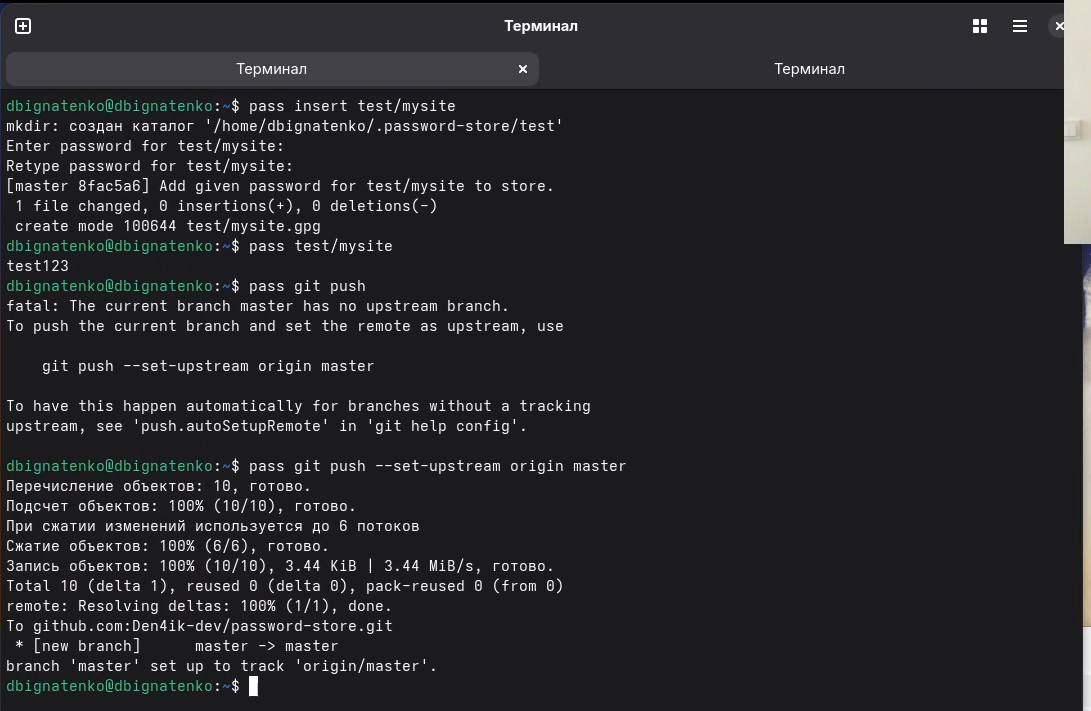 Терминал
Терминал
Терминал
dbignatenko@dbignatenko:~$ pass insert test/mysite
mkdir: создан каталог '/home/dbignatenko/.password-store/test'
Enter password for test/mysite:
Retype password for test/mysite:
[master 8fac5a6] Add given password for test/mysite to store.
 1 file changed, 0 insertions(+), 0 deletions(-)
 create mode 100644 test/mysite.gpg
dbignatenko@dbignatenko:~$ pass test/mysite
test123
dbignatenko@dbignatenko:~$ pass git push
fatal: The current branch master has no upstream branch.
To push the current branch and set the remote as upstream, use
    git push --set-upstream origin master
To have this happen automatically for branches without a tracking
upstream, see 'push.autoSetupRemote' in 'git help config'.
dbignatenko@dbignatenko:~$ pass git push --set-upstream origin master
Перечисление объектов: 10, готово.
Подсчет объектов: 100% (10/10), готово.
При сжатии изменений используется до 6 потоков
Сжатие объектов: 100% (6/6), готово.
Запись объектов: 100% (10/10), 3.44 KiB | 3.44 MiB/s, готово.
Total 10 (delta 1), reused 0 (delta 0), pack-reused 0 (from 0)
remote: Resolving deltas: 100% (1/1), done.
To github.com:Den4ik-dev/password-store.git
 * [new branch]      master -> master
branch 'master' set up to track 'origin/master'.
dbignatenko@dbignatenko:~$